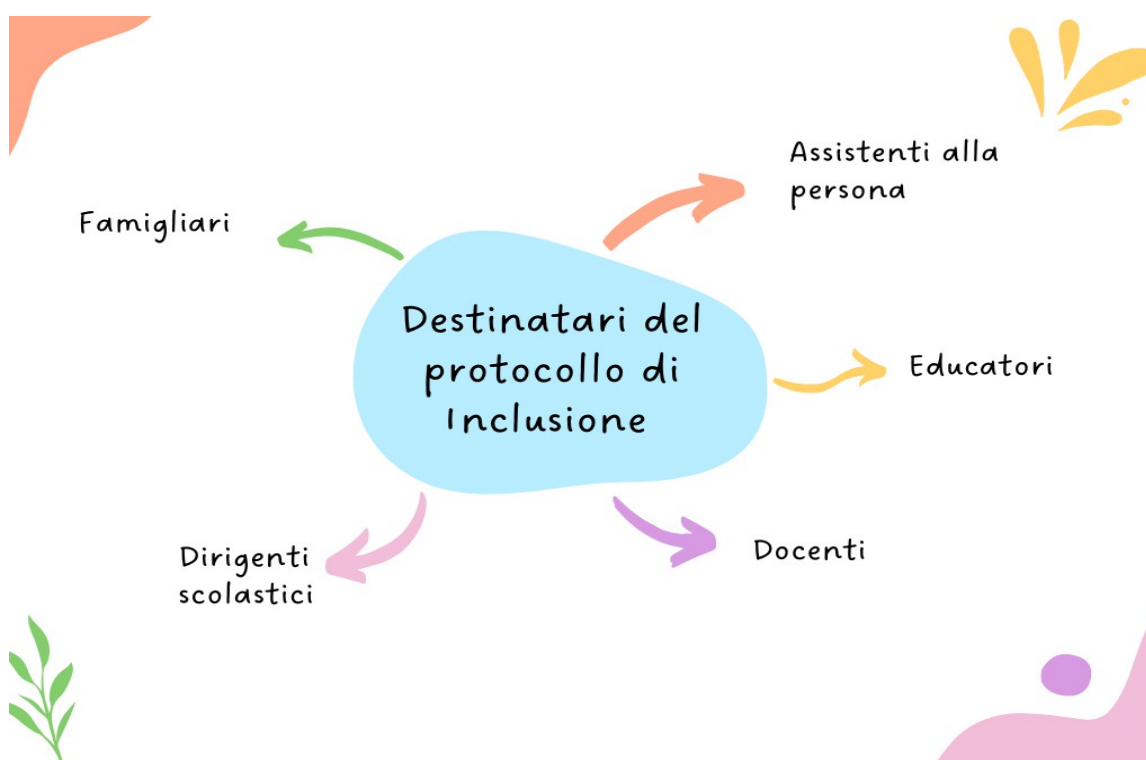 Assistenti alla
persona
Famigliari
Destinatari del
protocollo di
Inclusione
Educatori
Dirigenti
scolastici
Docenti